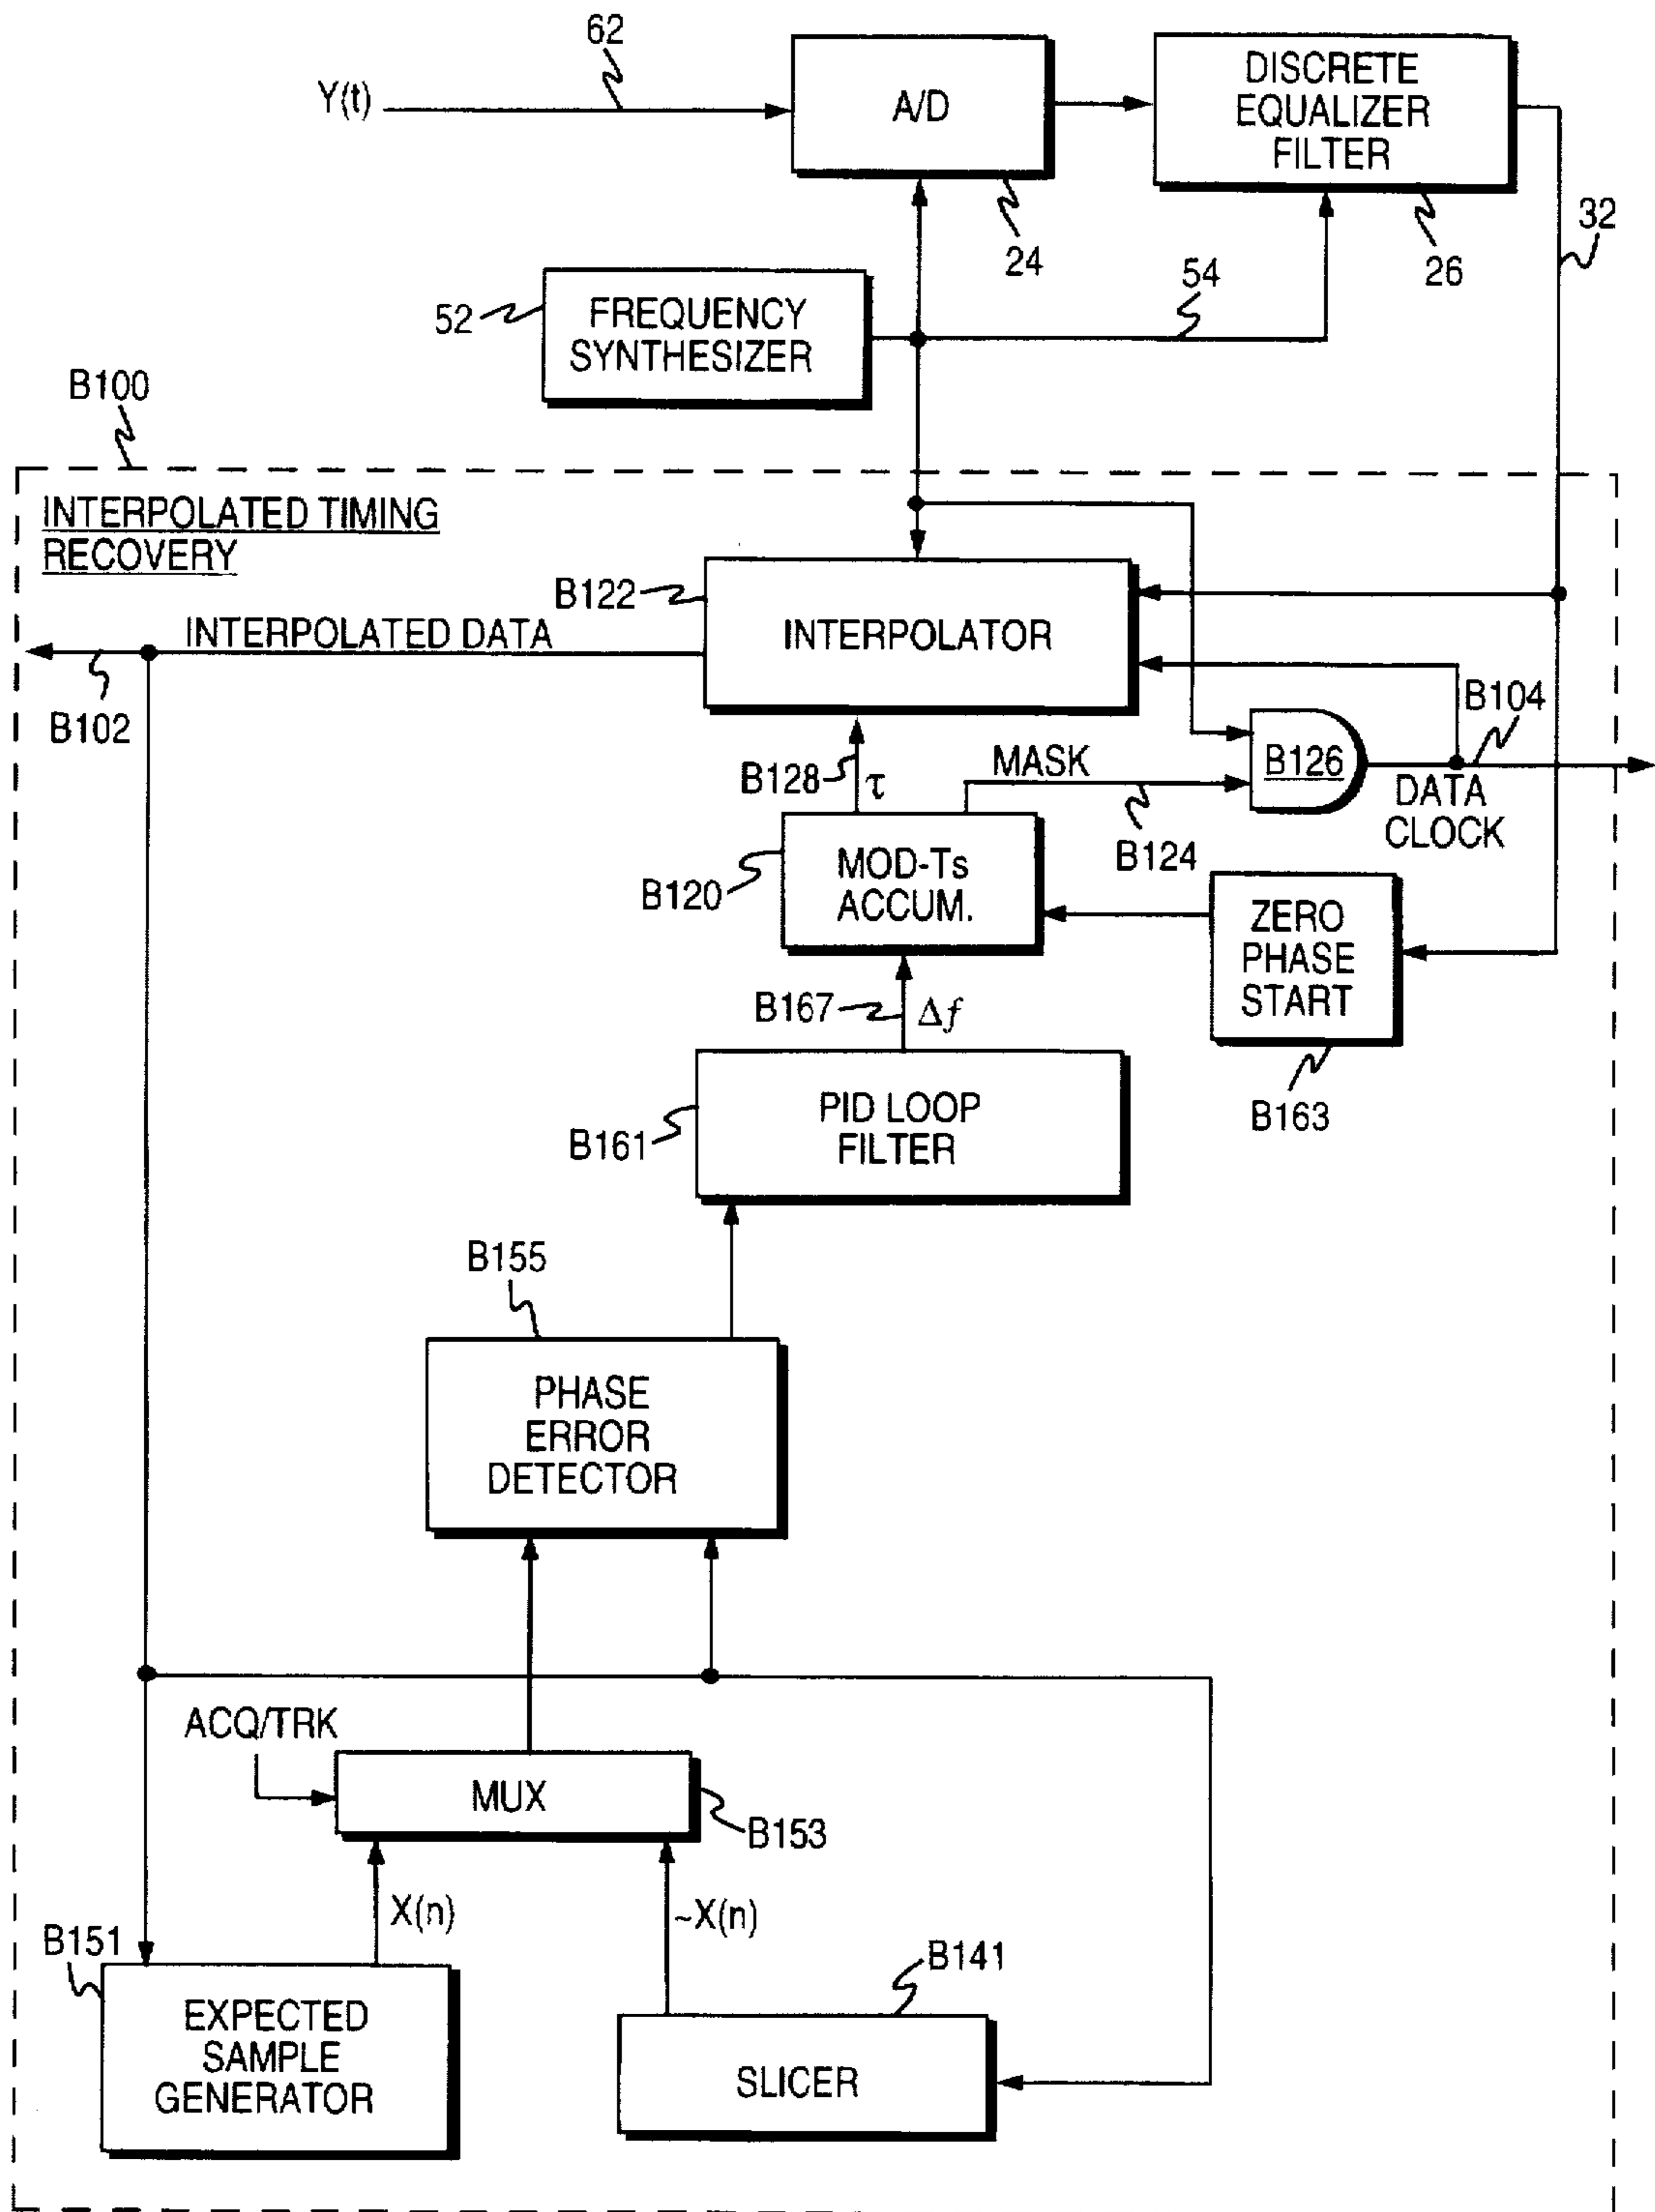 62
Y(t)
A/D
DISCRETE
EQUALIZER
FILTER
24
26
32
54
52
FREQUENCY
SYNTHESIZER
B100
INTERPOLATED TIMING
RECOVERY
B122
INTERPOLATOR
INTERPOLATED DATA
B102
B104
B128
τ
MASK
B126
DATA
CLOCK
B124
B120
MOD-Ts
ACCUM.
ZERO
PHASE
START
B167
Δf
B163
B161
PID LOOP
FILTER
B155
PHASE
ERROR
DETECTOR
ACQ/TRK
MUX
B153
X(n)
~X(n)
B151
B141
EXPECTED
SAMPLE
GENERATOR
SLICER